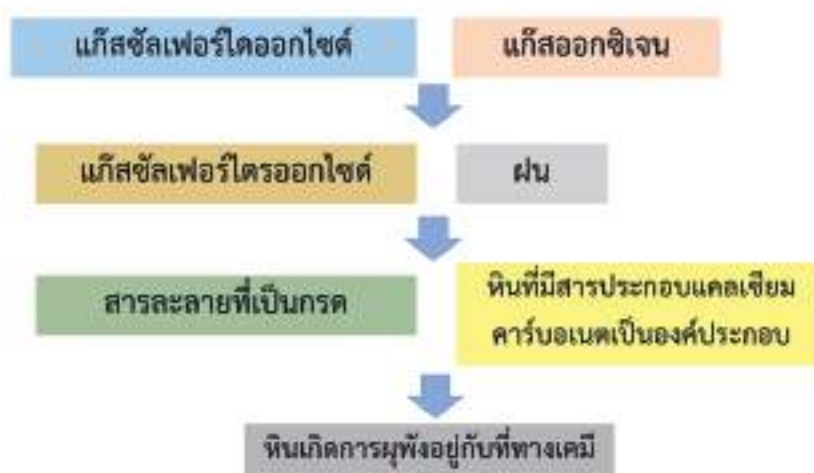 แก๊สซัลเฟอร์ไดออกไซด์
แก๊สออกซิเจน
แก๊สซัลเฟอร์ไตรออกไซด์
ฝน
สารละลายที่เป็นกรด
หินที่มีสารประกอบแคลเซียม
คาร์บอเนตเป็นองค์ประกอบ
หินเกิดการผุพังอยู่กับที่ทางเคมี